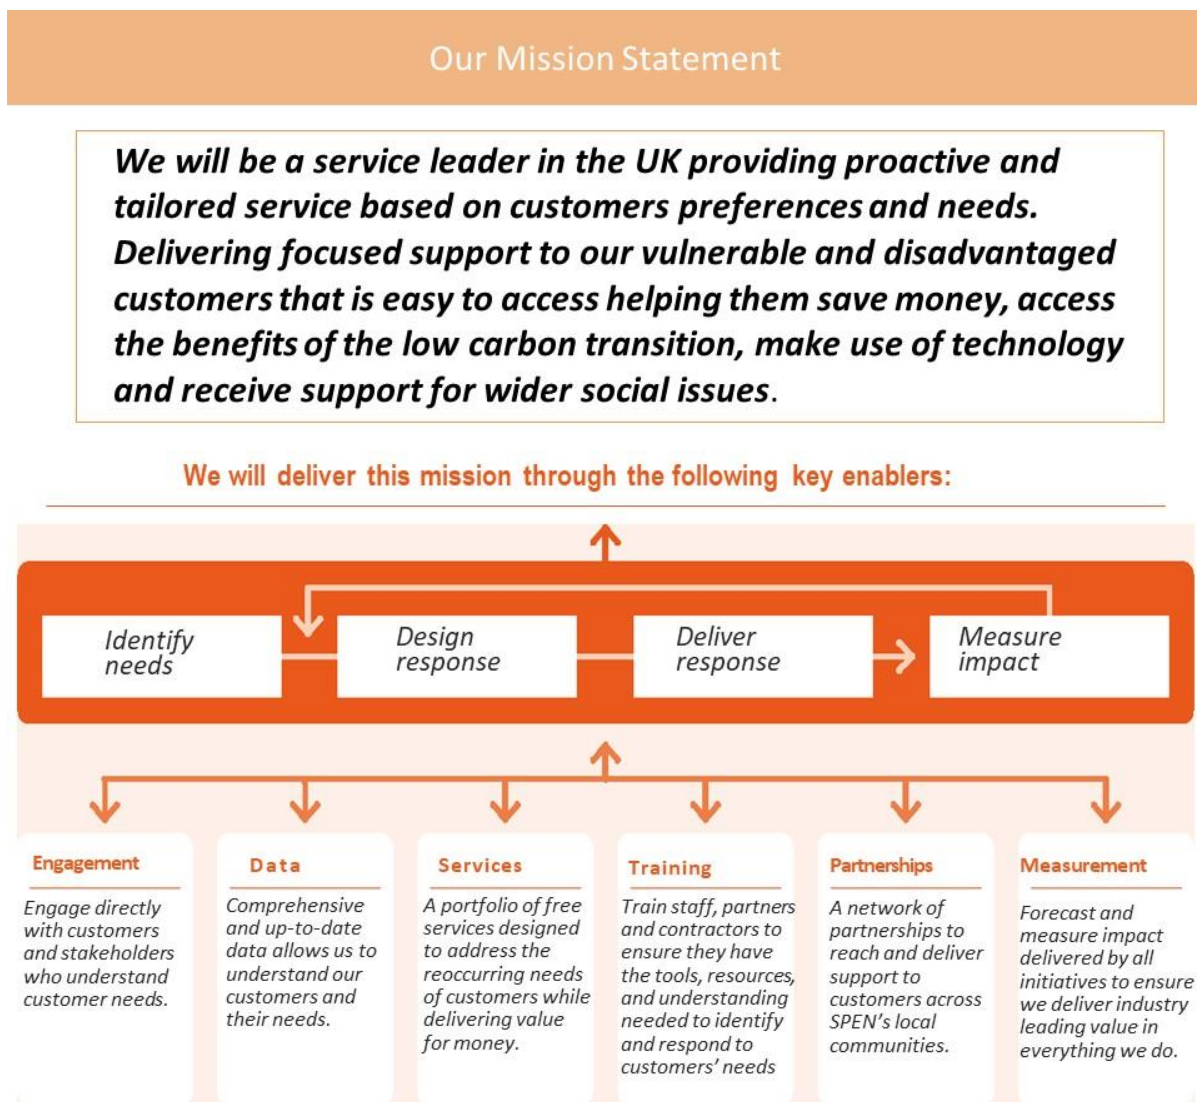 Our Mission Statement
We will be a service leader in the UK providing proactive and
tailored service based on customers preferences and needs.
Delivering focused support to our vulnerable and disadvantaged
customers that is easy to access helping them save money, access
the benefits of the low carbon transition, make use of technology
and receive support for wider social issues.
We will deliver this mission through the following key enablers:
Identify
needs
Design
response
Deliver
response
Measure
impact
Engagement
Engage directly
with customers
and stakeholders
who understand
customer needs.
Data
Comprehensive
and up-to-date
data allows us to
understand our
customers and
their needs.
Services
A portfolio of free
services designed
to address the
reoccurring needs
of customers while
delivering value
for money.
Training
Train staff, partners
and contractors to
ensure they have
the tools, resources,
and understanding
needed to identify
and respond to
customers’ needs
Partnerships
A network of
partnerships to
reach and deliver
support to
customers across
SPEN’s local
communities.
Measurement
Forecast and
measure impact
delivered by all
initiatives to ensure
we deliver industry
leading value in
everything we do.